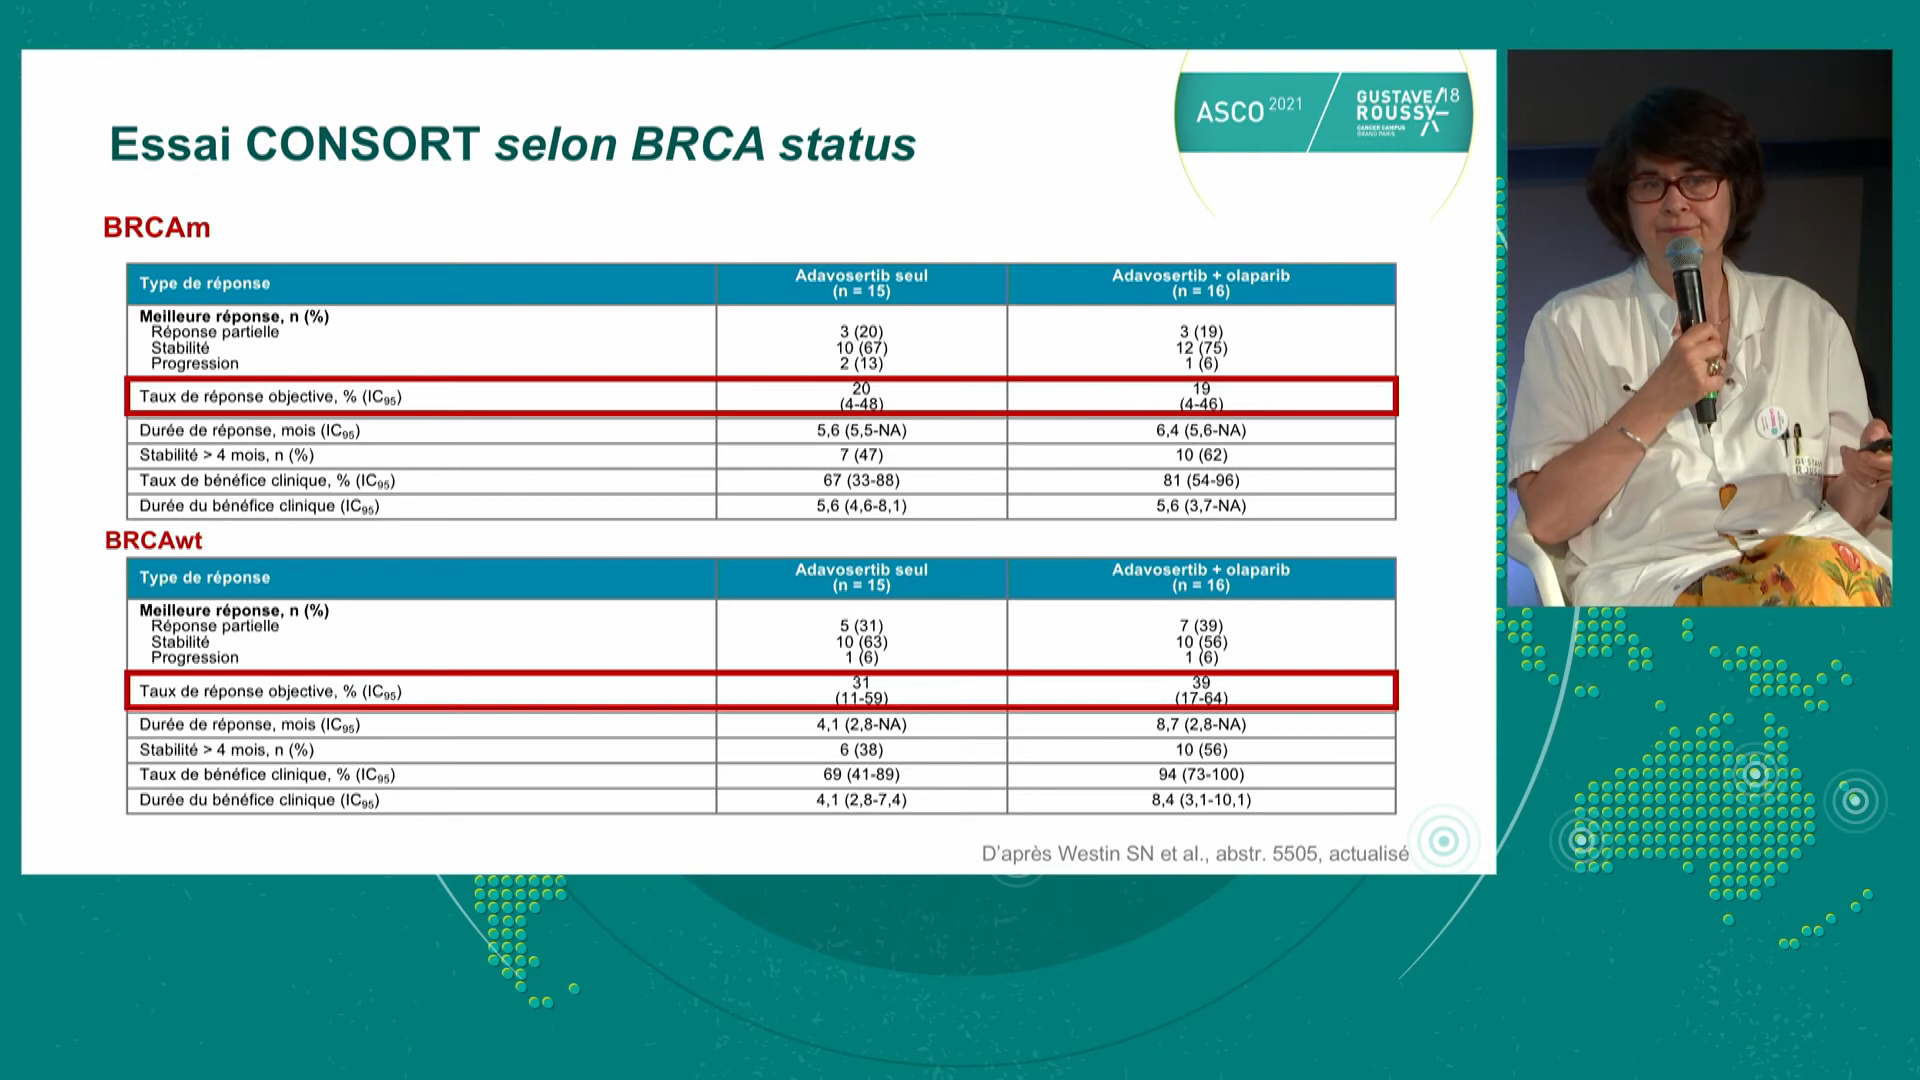 Essai CONSORT selon BRCA status
ASCO 2021
GUSTAVE/18
ROUSSY
CANCER CAMPUS
GRAND PARIS
BRCAm
Type de réponse Adavosertib seul (n = 15) Adavosertib + olaparib (n = 16)
Meilleure réponse, n (%)
Réponse partielle 3 (20) 3 (19)
Stabilité 10 (67) 12 (75)
Progression 2 (13) 1 (6)
Taux de réponse objective, % (IC95) 20 (4-48) 19 (4-46)
Durée de réponse, mois (IC95) 5,6 (5,5-NA) 6,4 (5,6-NA)
Stabilité > 4 mois, n (%) 7 (47) 10 (62)
Taux de bénéfice clinique, % (IC95) 67 (33-88) 81 (54-96)
Durée du bénéfice clinique (IC95) 5,6 (4,6-8,1) 5,6 (3,7-NA)
BRCAwt
Type de réponse Adavosertib seul (n = 15) Adavosertib + olaparib (n = 16)
Meilleure réponse, n (%)
Réponse partielle 5 (31) 7 (39)
Stabilité 10 (63) 10 (56)
Progression 1 (6) 1 (6)
Taux de réponse objective, % (IC95) 31 (11-59) 39 (17-64)
Durée de réponse, mois (IC95) 4,1 (2,8-NA) 8,7 (2,8-NA)
Stabilité > 4 mois, n (%) 6 (38) 10 (56)
Taux de bénéfice clinique, % (IC95) 69 (41-89) 94 (73-100)
Durée du bénéfice clinique (IC95) 4,1 (2,8-7,4) 8,4 (3,1-10,1)
D'après Westin SN et al., abstr. 5505, actualisé